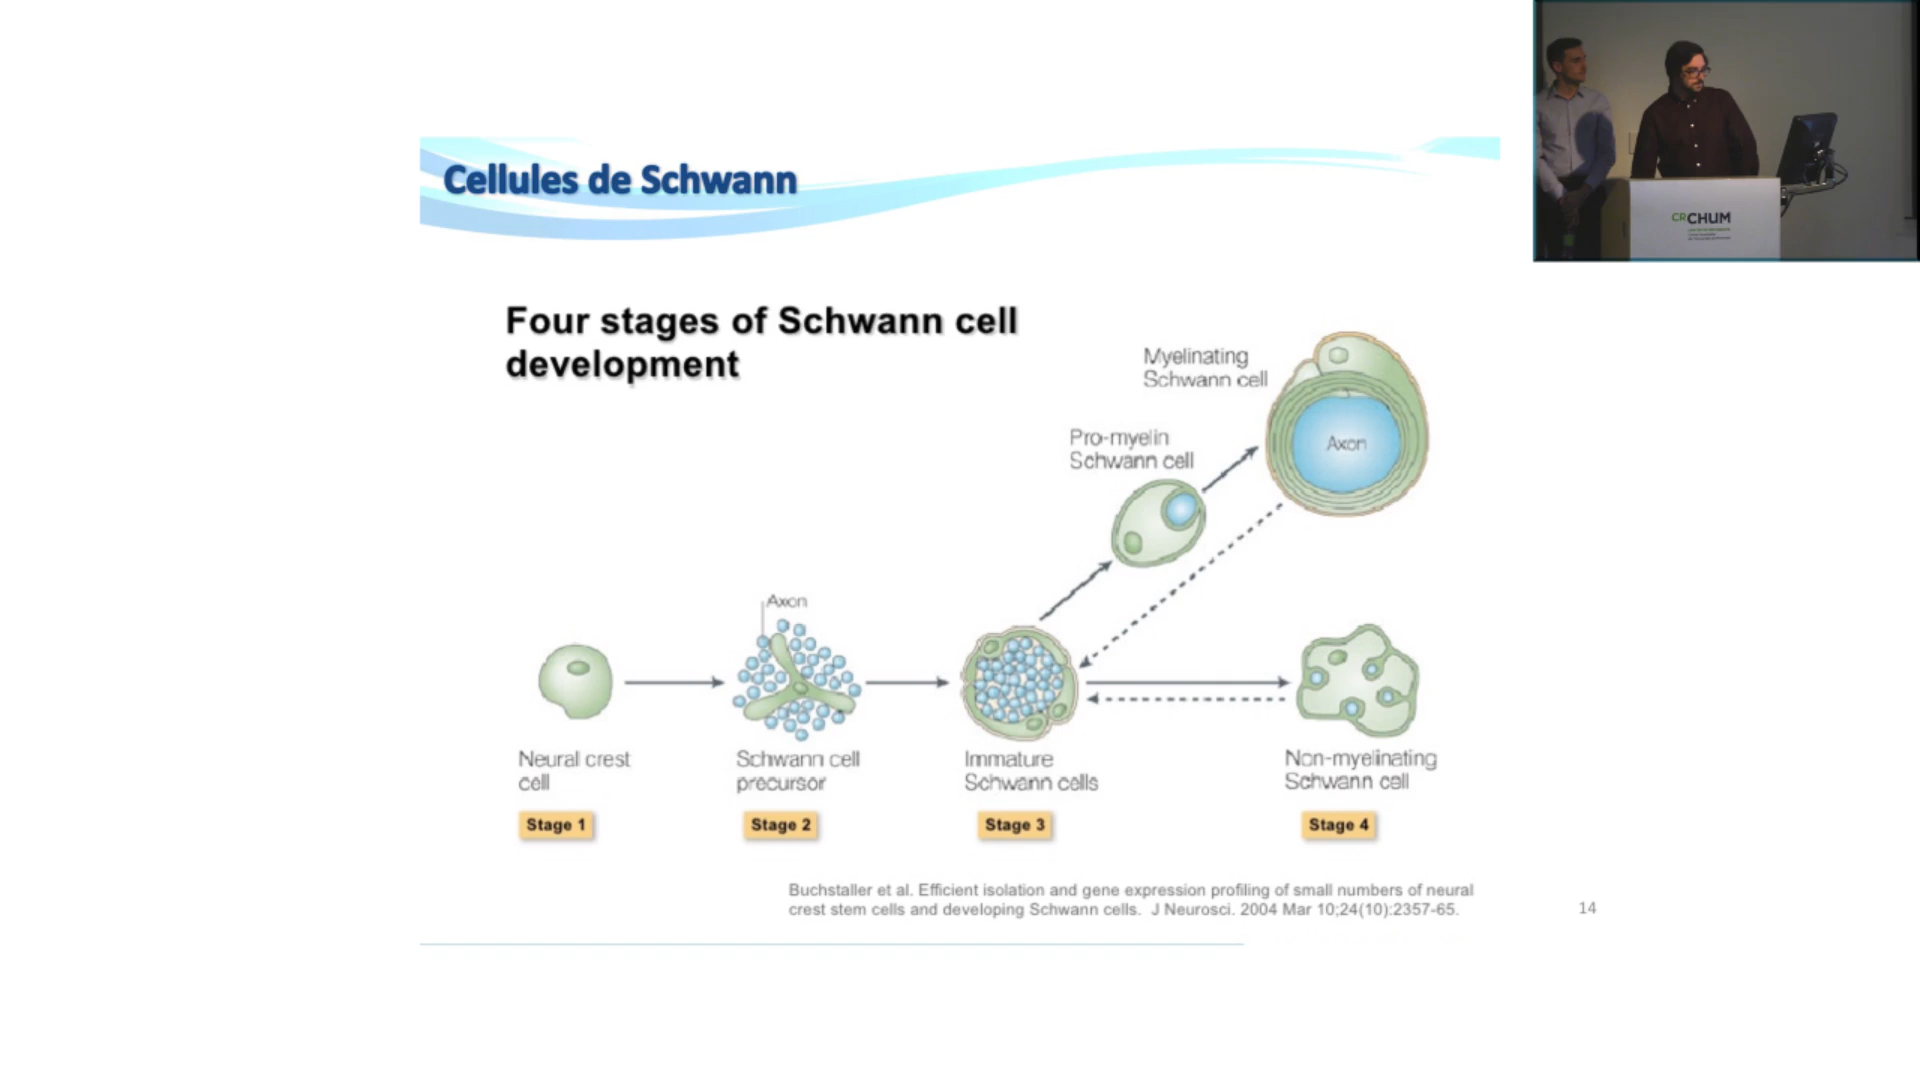 Cellules de Schwann
CRCHUM
Four stages of Schwann cell
development
Myelinating
Schwann cell
Pro-myelin
Schwann cell
Axon
Axon
Neural crest
cell
Schwann cell
precursor
Immature
Schwann cells
Non-myelinating
Schwann cell
Stage 1
Stage 2
Stage 3
Stage 4
Buchstaller et al. Efficient isolation and gene expression profiling of small numbers of neural
crest stem cells and developing Schwann cells. J Neurosci. 2004 Mar 10;24(10):2357-65.
14